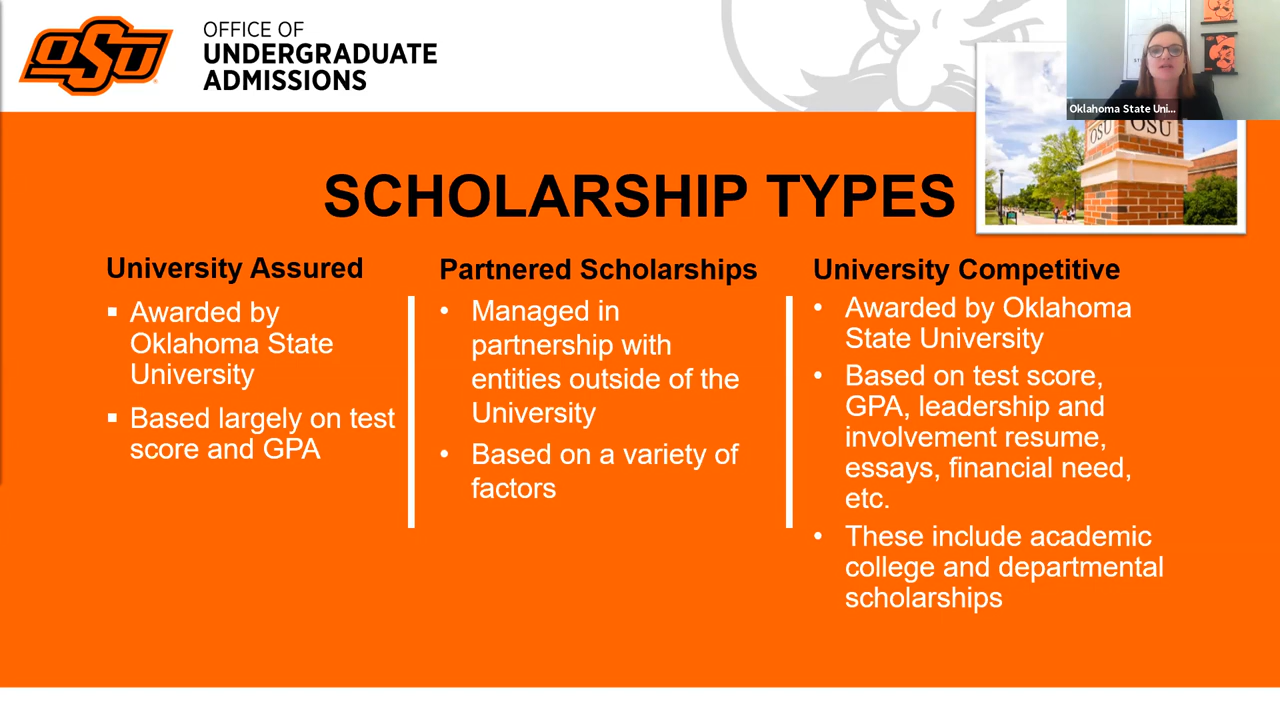 OSU
OFFICE OF
UNDERGRADUATE
ADMISSIONS
Oklahoma State Uni...
OSU
OSU
SCHOLARSHIP TYPES
University Assured
▪ Awarded by
Oklahoma State
University
▪ Based largely on test
score and GPA
Partnered Scholarships
• Managed in
partnership with
entities outside of the
University
• Based on a variety of
factors
University Competitive
• Awarded by Oklahoma
State University
• Based on test score,
GPA, leadership and
involvement resume,
essays, financial need,
etc.
• These include academic
college and departmental
scholarships